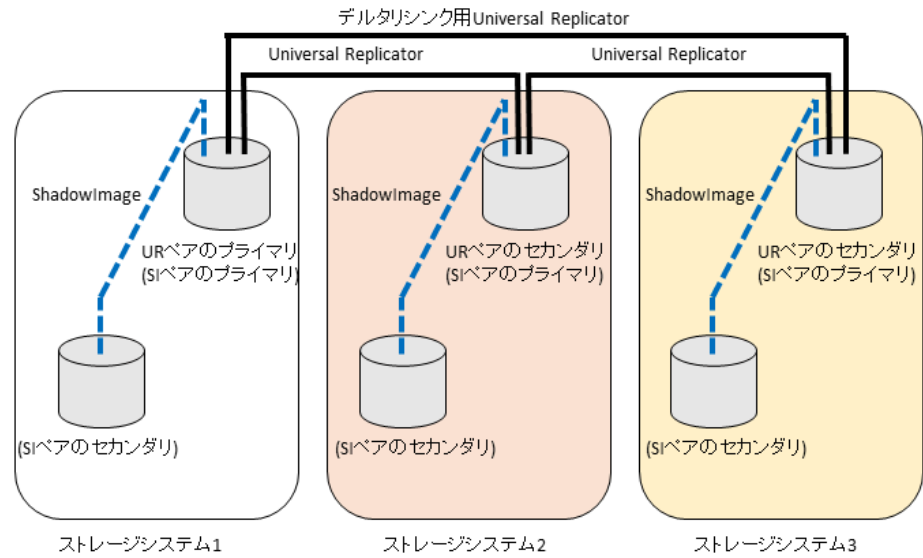 デルタリシンク用Universal Replicator
Universal Replicator
Universal Replicator
ShadowImage
ShadowImage
ShadowImage
URペアのプライマリ
(SIペアのプライマリ)
URペアのセカンダリ
(SIペアのプライマリ)
URペアのセカンダリ
(SIペアのプライマリ)
(SIペアのセカンダリ)
(SIペアのセカンダリ)
(SIペアのセカンダリ)
ストレージシステム1
ストレージシステム2
ストレージシステム3